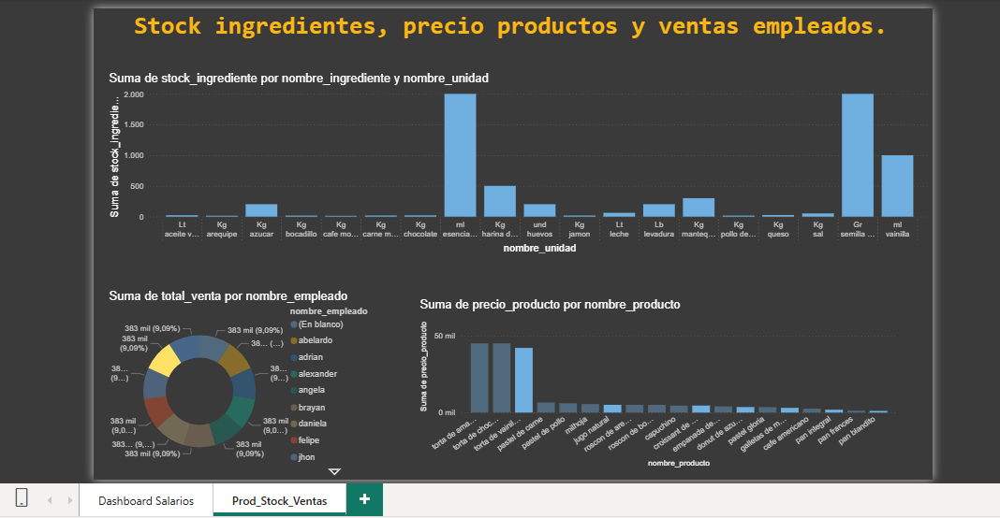 Stock ingredientes, precio productos y ventas empleados.
Suma de stock_ingrediente por nombre_ingrediente y nombre_unidad
Suma de stock_ingredie...
2.000
1.500
1.000
500
0
Lt Kg Kg Kg Kg Kg Kg ml Kg und Kg Lt Lb Kg Kg Kg Kg Gr ml
aceite v... arequipe azucar bocadillo cafe mo... carne m... chocolate esencia... harina d... huevos jamon leche levadura manteq... pollo de... queso sal semilla ... vainilla
nombre_unidad
Suma de total_venta por nombre_empleado
383 mil (9,09%)
383 mil (9,09%)
383 mil
(9,09%)
38... (...)
38...
(9...)
38...
(9...)
383 mil
(9,0...)
383 mil
(9,0...)
383... (9,...)
383 mil
(9,09%)
383 mil (9,09%)
nombre_empleado
(En blanco)
abelardo
adrian
alexander
angela
brayan
daniela
felipe
jhon
Suma de precio_producto por nombre_producto
Suma de precio_producto
50 mil
0 mil
torta de ama...
torta de choc...
torta de vainil...
pastel de carne
pastel de pollo
milhoja
jugo natural
roscon de are...
roscon de bo...
capuchino
croissant de ...
empanada de...
donut de azu...
pastel gloria
galletas de m...
cafe americano
pan integral
pan frances
pan blandito
nombre_producto
Dashboard Salarios
Prod_Stock_Ventas
+